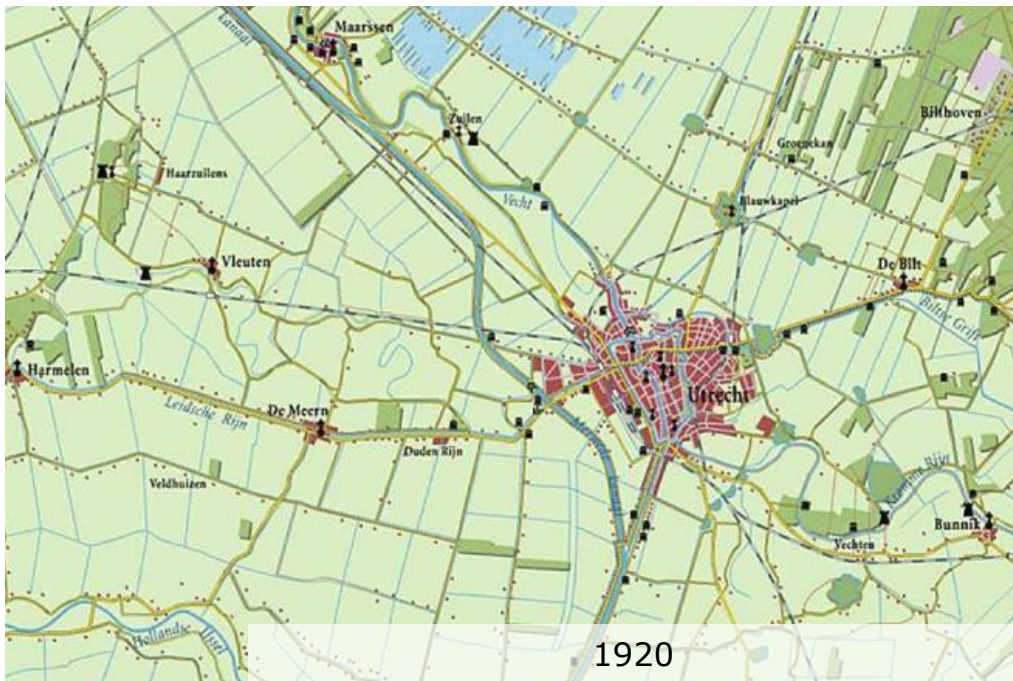 kanaal
Maarssen
Zuilen
Bilthoven
Groenekan
Haarzuilens
Vecht
Blauwkapel
Vleuten
De Bilt
Biltse Grift
Harmelen
Leidsche Rijn
De Meern
Utrecht
Ouden Rijn
Veldhuizen
Kromme Rijn
Bunnik
Vechten
Hollandse IJssel
1920